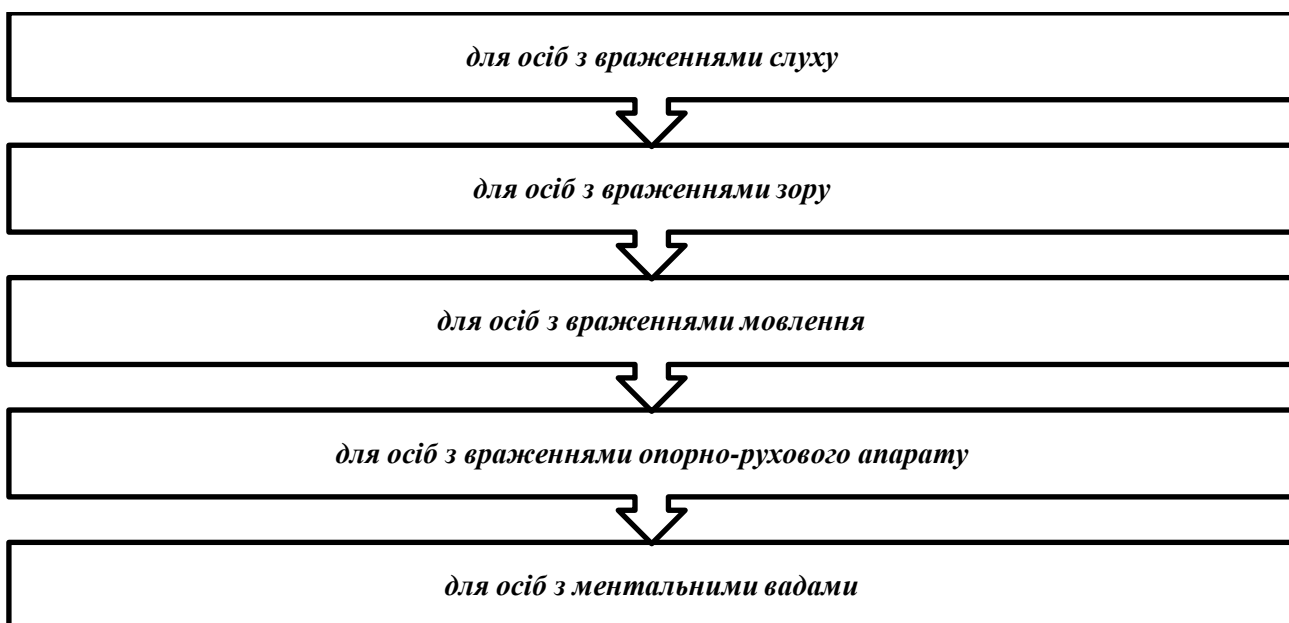 для осіб з враженнями слуху
для осіб з враженнями зору
для осіб з враженнями мовлення
для осіб з враженнями опорно-рухового апарату
для осіб з ментальними вадами